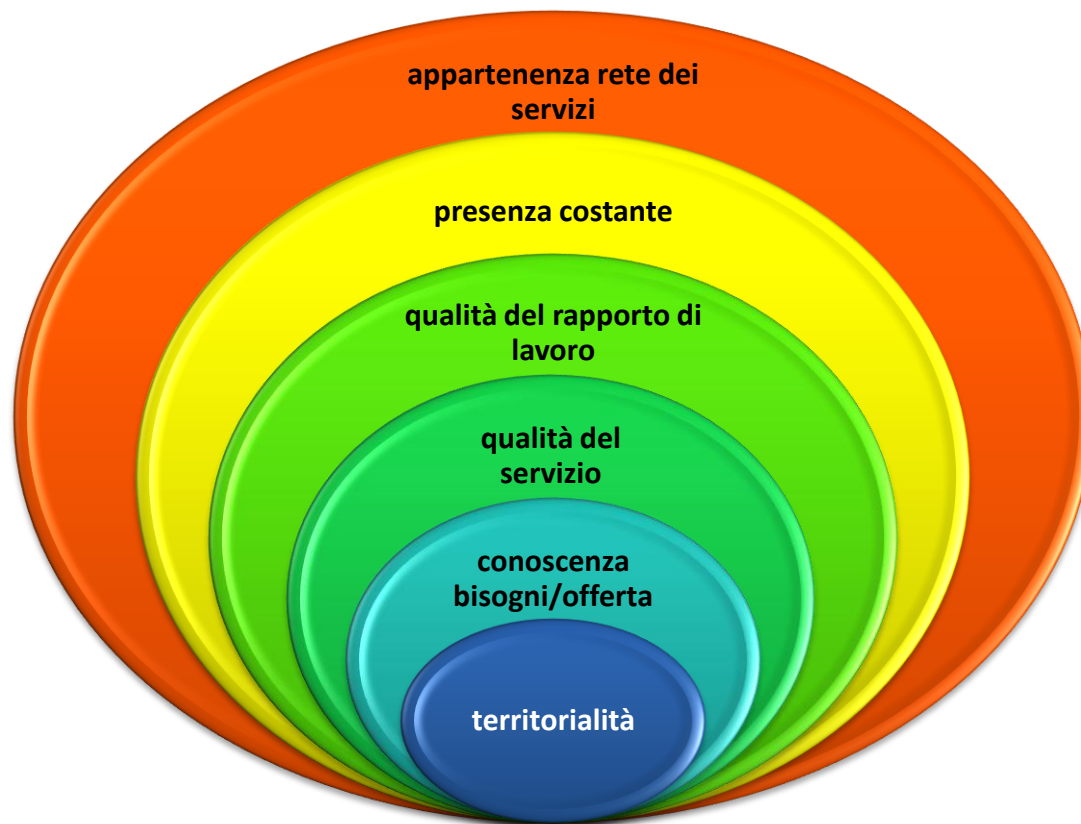 appartenenza rete dei
servizi
presenza costante
qualità del rapporto di
lavoro
qualità del
servizio
conoscenza
bisogni/offerta
territorialità